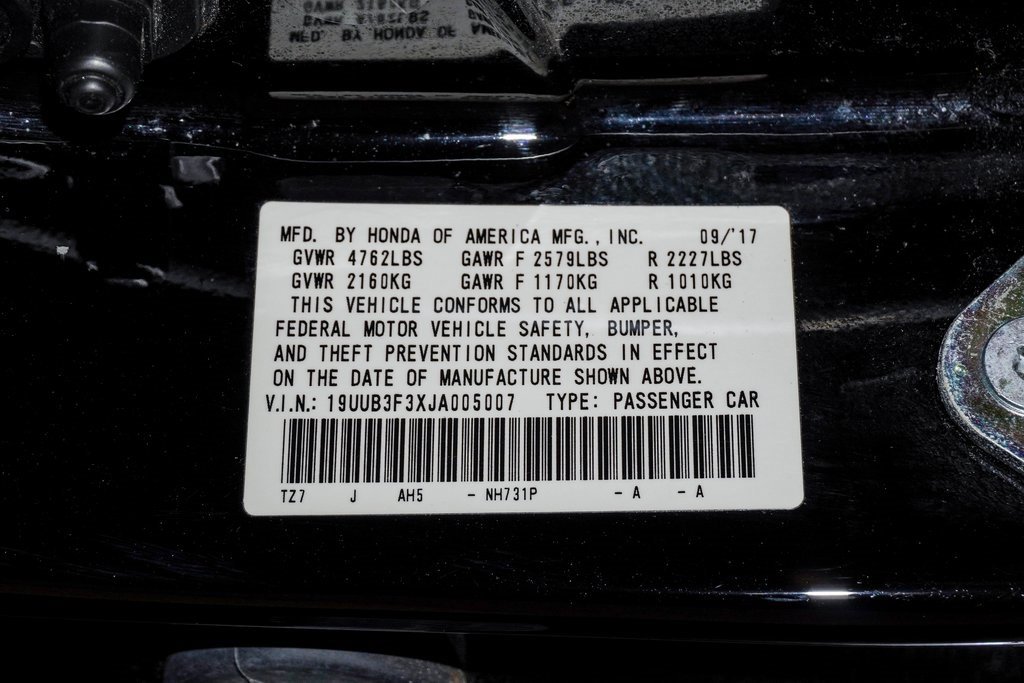 MFD. BY HONDA OF AMERICA MFG., INC. 09/'17
GVWR 4762LBS GAWR F 2579LBS R 2227LBS
GVWR 2160KG GAWR F 1170KG R 1010KG
THIS VEHICLE CONFORMS TO ALL APPLICABLE
FEDERAL MOTOR VEHICLE SAFETY, BUMPER,
AND THEFT PREVENTION STANDARDS IN EFFECT
ON THE DATE OF MANUFACTURE SHOWN ABOVE.
V.I.N.: 19UUB3F3XJA005007 TYPE: PASSENGER CAR
TZ7 J AH5 - NH731P - A - A